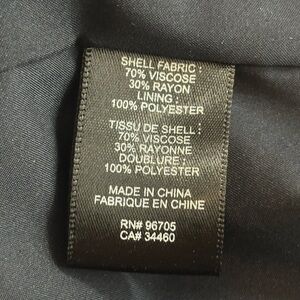 SHELL FABRIC :
70% VISCOSE
30% RAYON
LINING :
100% POLYESTER
TISSU DE SHELL :
70% VISCOSE
30% RAYONNE
DOUBLURE :
100% POLYESTER
MADE IN CHINA
FABRIQUE EN CHINE
RN# 96705
CA# 34460